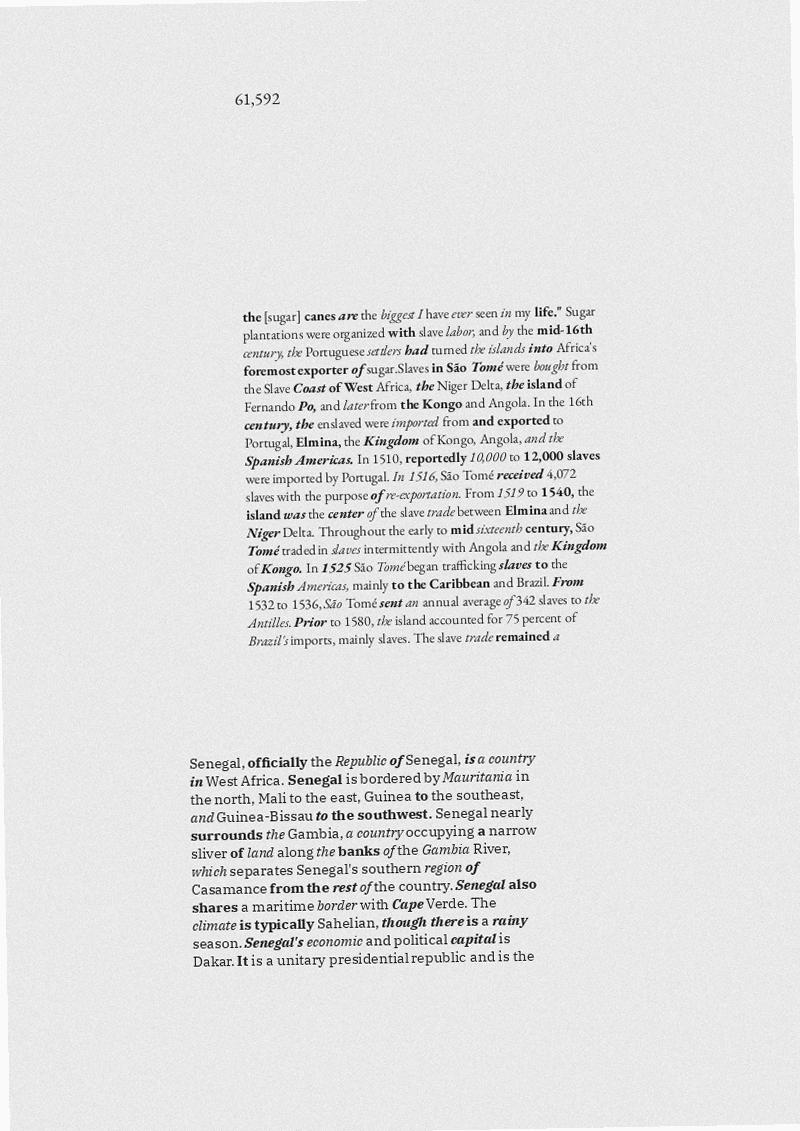 61,592
the [sugar] canes are the biggest I have ever seen in my life." Sugar
plantations were organized with slave labor, and by the mid-16th
century, the Portuguese settlers had turned the islands into Africa's
foremost exporter of sugar.Slaves in São Tomé were bought from
the Slave Coast of West Africa, the Niger Delta, the island of
Fernando Po, and later from the Kongo and Angola. In the 16th
century, the enslaved were imported from and exported to
Portugal, Elmina, the Kingdom of Kongo, Angola, and the
Spanish Americas. In 1510, reportedly 10,000 to 12,000 slaves
were imported by Portugal. In 1516, São Tomé received 4,072
slaves with the purpose of re-exportation. From 1519 to 1540, the
island was the center of the slave trade between Elmina and the
Niger Delta. Throughout the early to mid sixteenth century, São
Tomé traded in slaves intermittently with Angola and the Kingdom
of Kongo. In 1525 São Tomé began trafficking slaves to the
Spanish Americas, mainly to the Caribbean and Brazil. From
1532 to 1536, São Tomé sent an annual average of 342 slaves to the
Antilles. Prior to 1580, the island accounted for 75 percent of
Brazil's imports, mainly slaves. The slave trade remained a
Senegal, officially the Republic of Senegal, is a country
in West Africa. Senegal is bordered by Mauritania in
the north, Mali to the east, Guinea to the southeast,
and Guinea-Bissau to the southwest. Senegal nearly
surrounds the Gambia, a country occupying a narrow
sliver of land along the banks of the Gambia River,
which separates Senegal's southern region of
Casamance from the rest of the country. Senegal also
shares a maritime border with Cape Verde. The
climate is typically Sahelian, though there is a rainy
season. Senegal's economic and political capital is
Dakar. It is a unitary presidential republic and is the